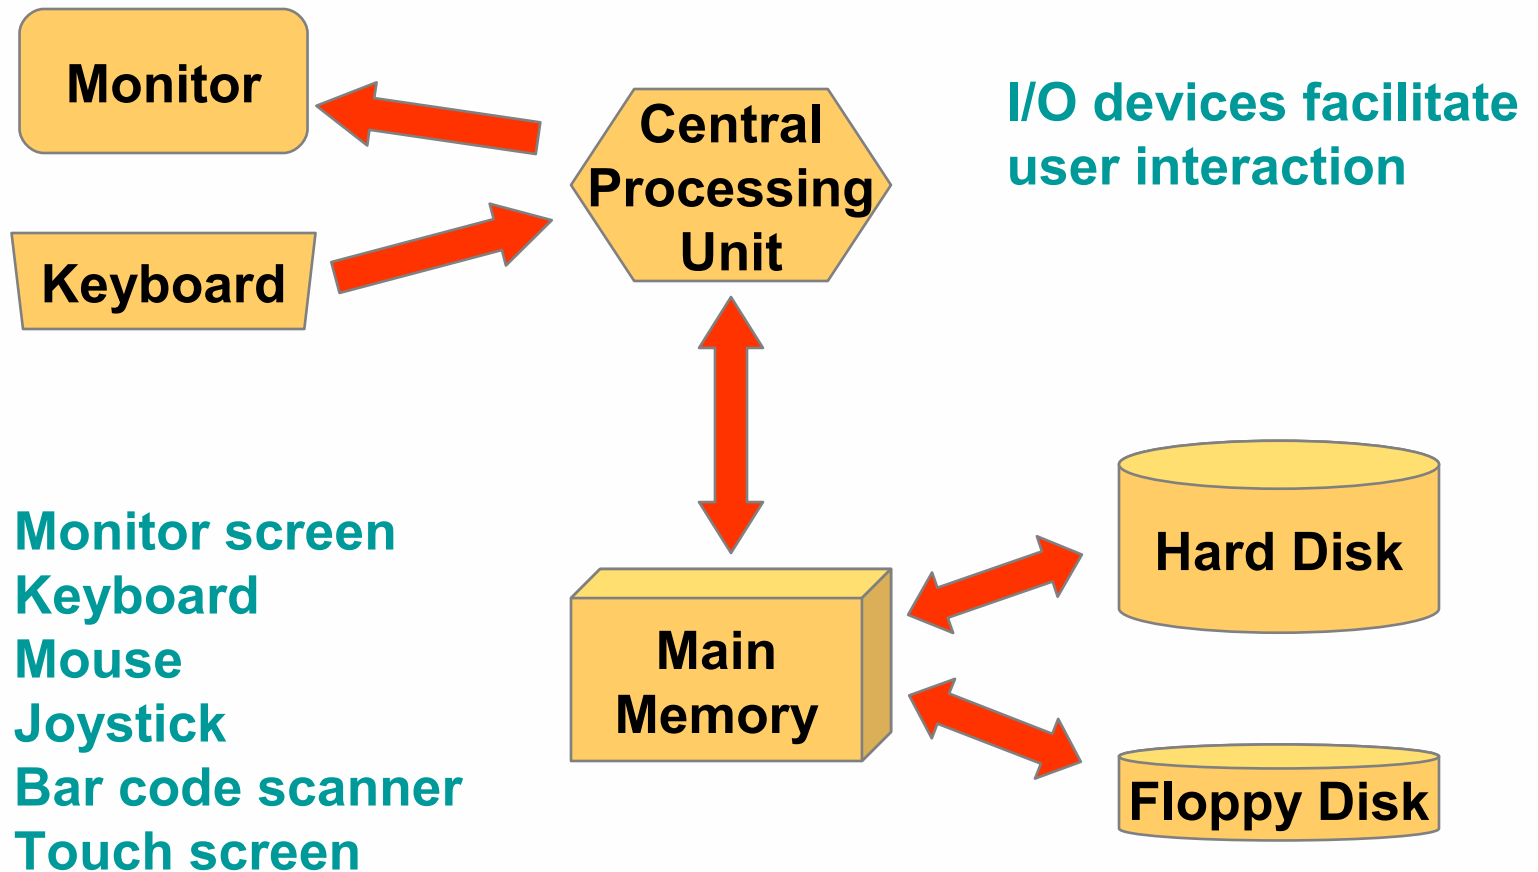 Monitor
Central
Processing
Unit
I/O devices facilitate
user interaction
Keyboard
Monitor screen
Keyboard
Mouse
Joystick
Bar code scanner
Touch screen
Main
Memory
Hard Disk
Floppy Disk